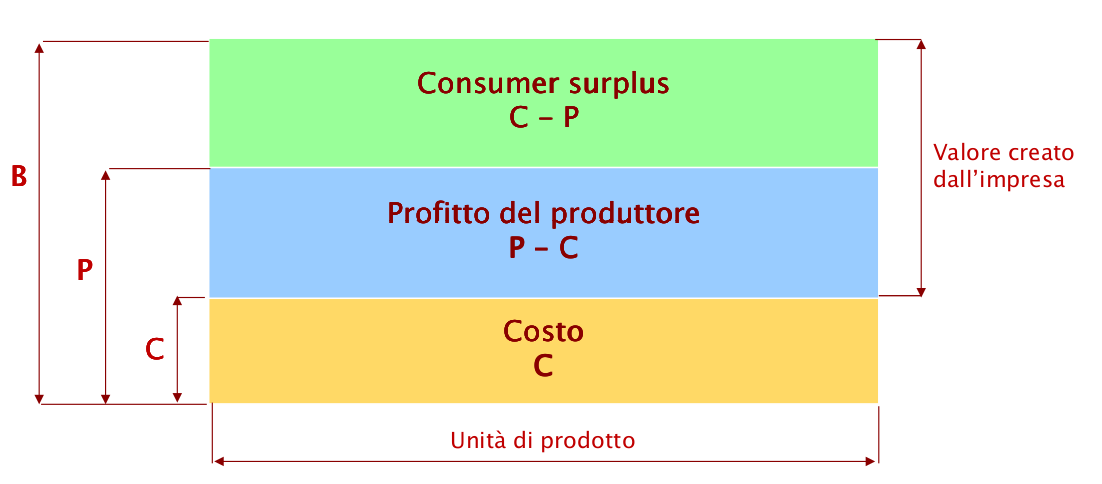 Consumer surplus
C – P
Valore creato
dall’impresa
B
Profitto del produttore
P – C
P
Costo
C
C
Unità di prodotto